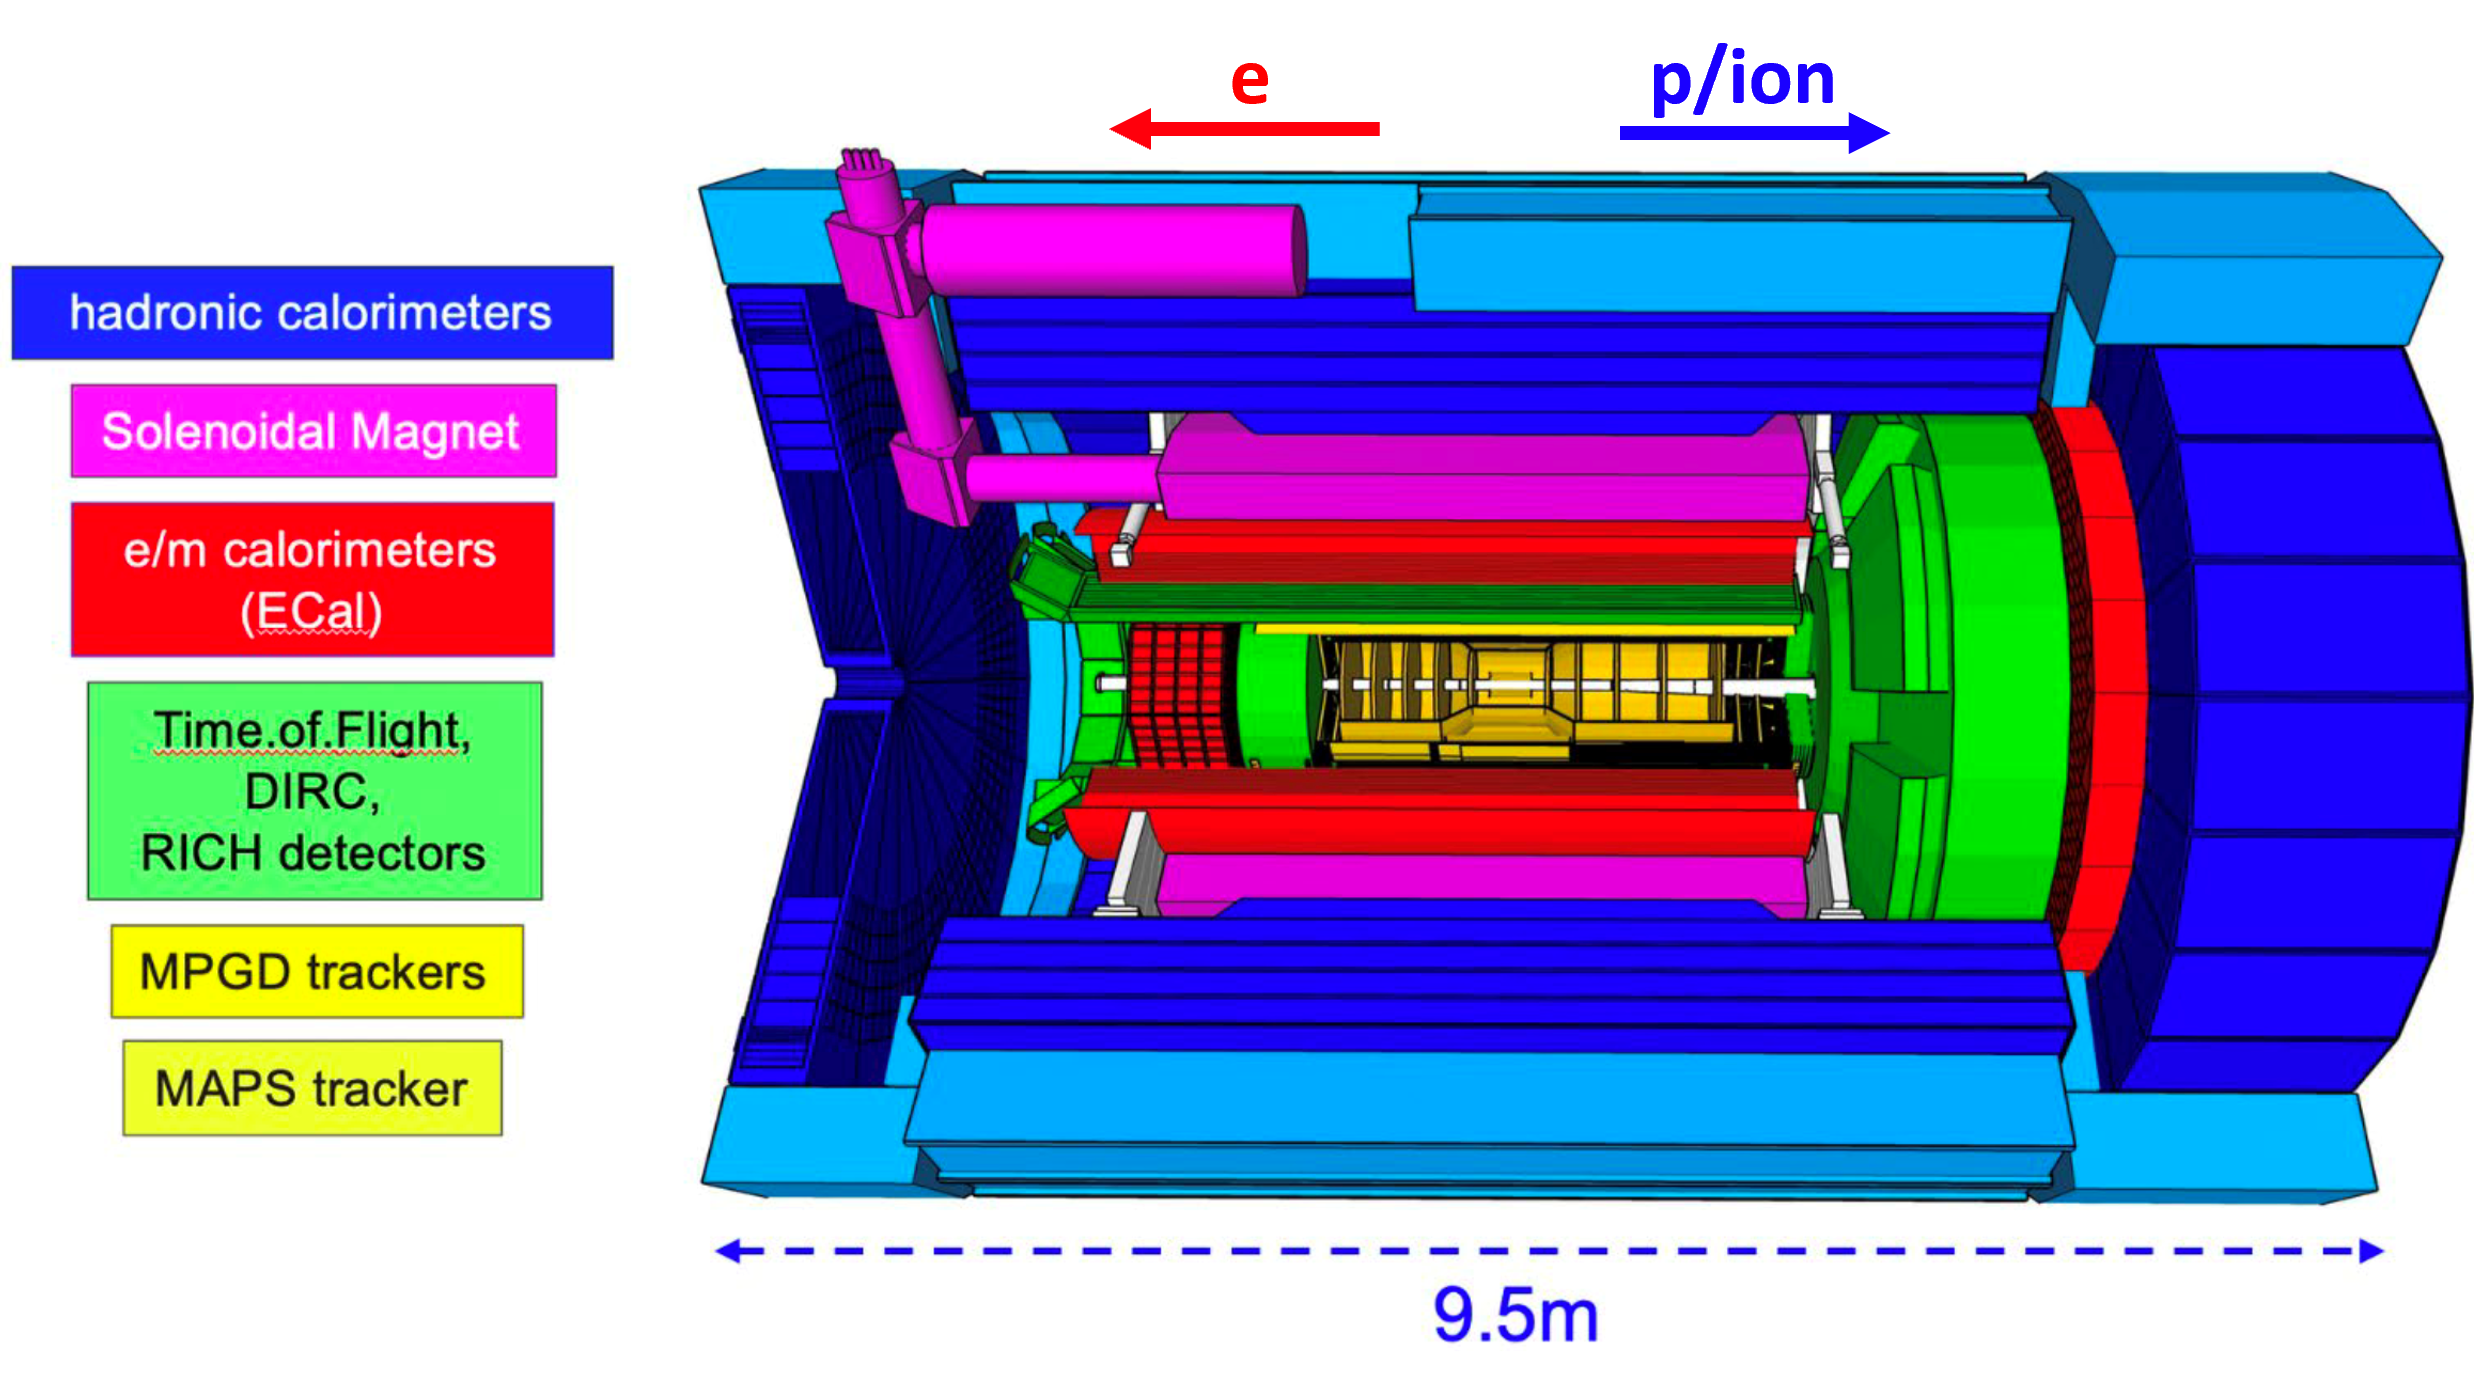 e
p/ion
hadronic calorimeters
Solenoidal Magnet
e/m calorimeters
(ECal)
Time.of.Flight,
DIRC,
RICH detectors
MPGD trackers
MAPS tracker
9.5m